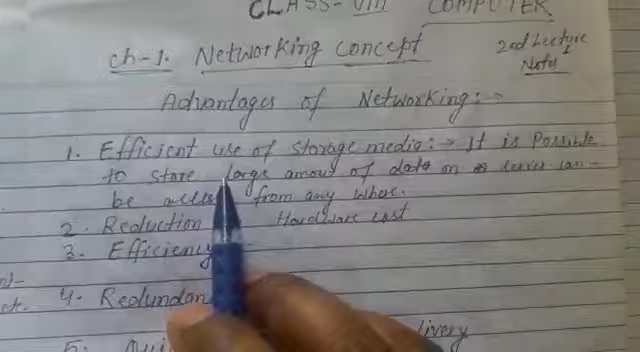 CLASS-VIII COMPUTER
Ch-1. Networking Concept
2nd Lecture
Notes
Advantages of Networking:→
1. Efficient use of Storage media:→ It is Possible
to store large amout of data on server can
be from any where.
2. Reduction Hardware cost
3. Efficiency
4. Redundan
5. livery